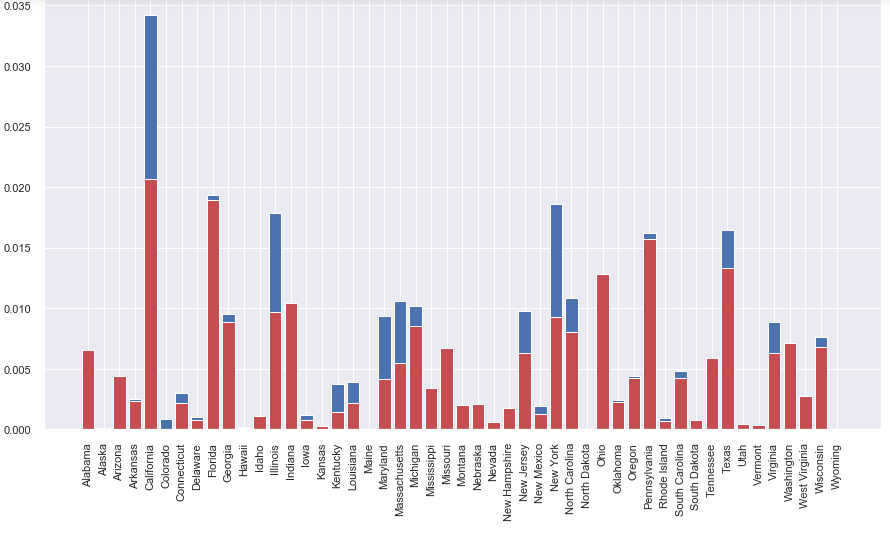 0.035
0.030
0.025
0.020
0.015
0.010
0.005
0.000
Alabama
Alaska
Arizona
Arkansas
California
Colorado
Connecticut
Delaware
Florida
Georgia
Hawaii
Idaho
Illinois
Indiana
Iowa
Kansas
Kentucky
Louisiana
Maine
Maryland
Massachusetts
Michigan
Mississippi
Missouri
Montana
Nebraska
Nevada
New Hampshire
New Jersey
New Mexico
New York
North Carolina
North Dakota
Ohio
Oklahoma
Oregon
Pennsylvania
Rhode Island
South Carolina
South Dakota
Tennessee
Texas
Utah
Vermont
Virginia
Washington
West Virginia
Wisconsin
Wyoming